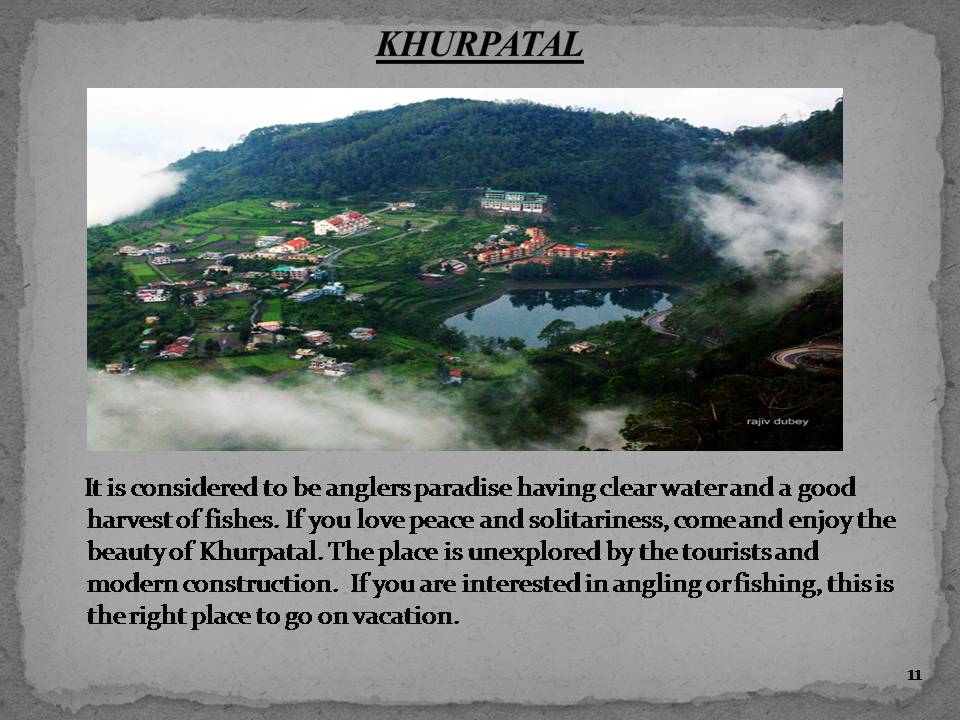 KHURPATAL
rajiv dubey
It is considered to be anglers paradise having clear water and a good
harvest of fishes. If you love peace and solitariness, come and enjoy the
beauty of Khurpatal. The place is unexplored by the tourists and
modern construction. If you are interested in angling or fishing, this is
the right place to go on vacation.
11